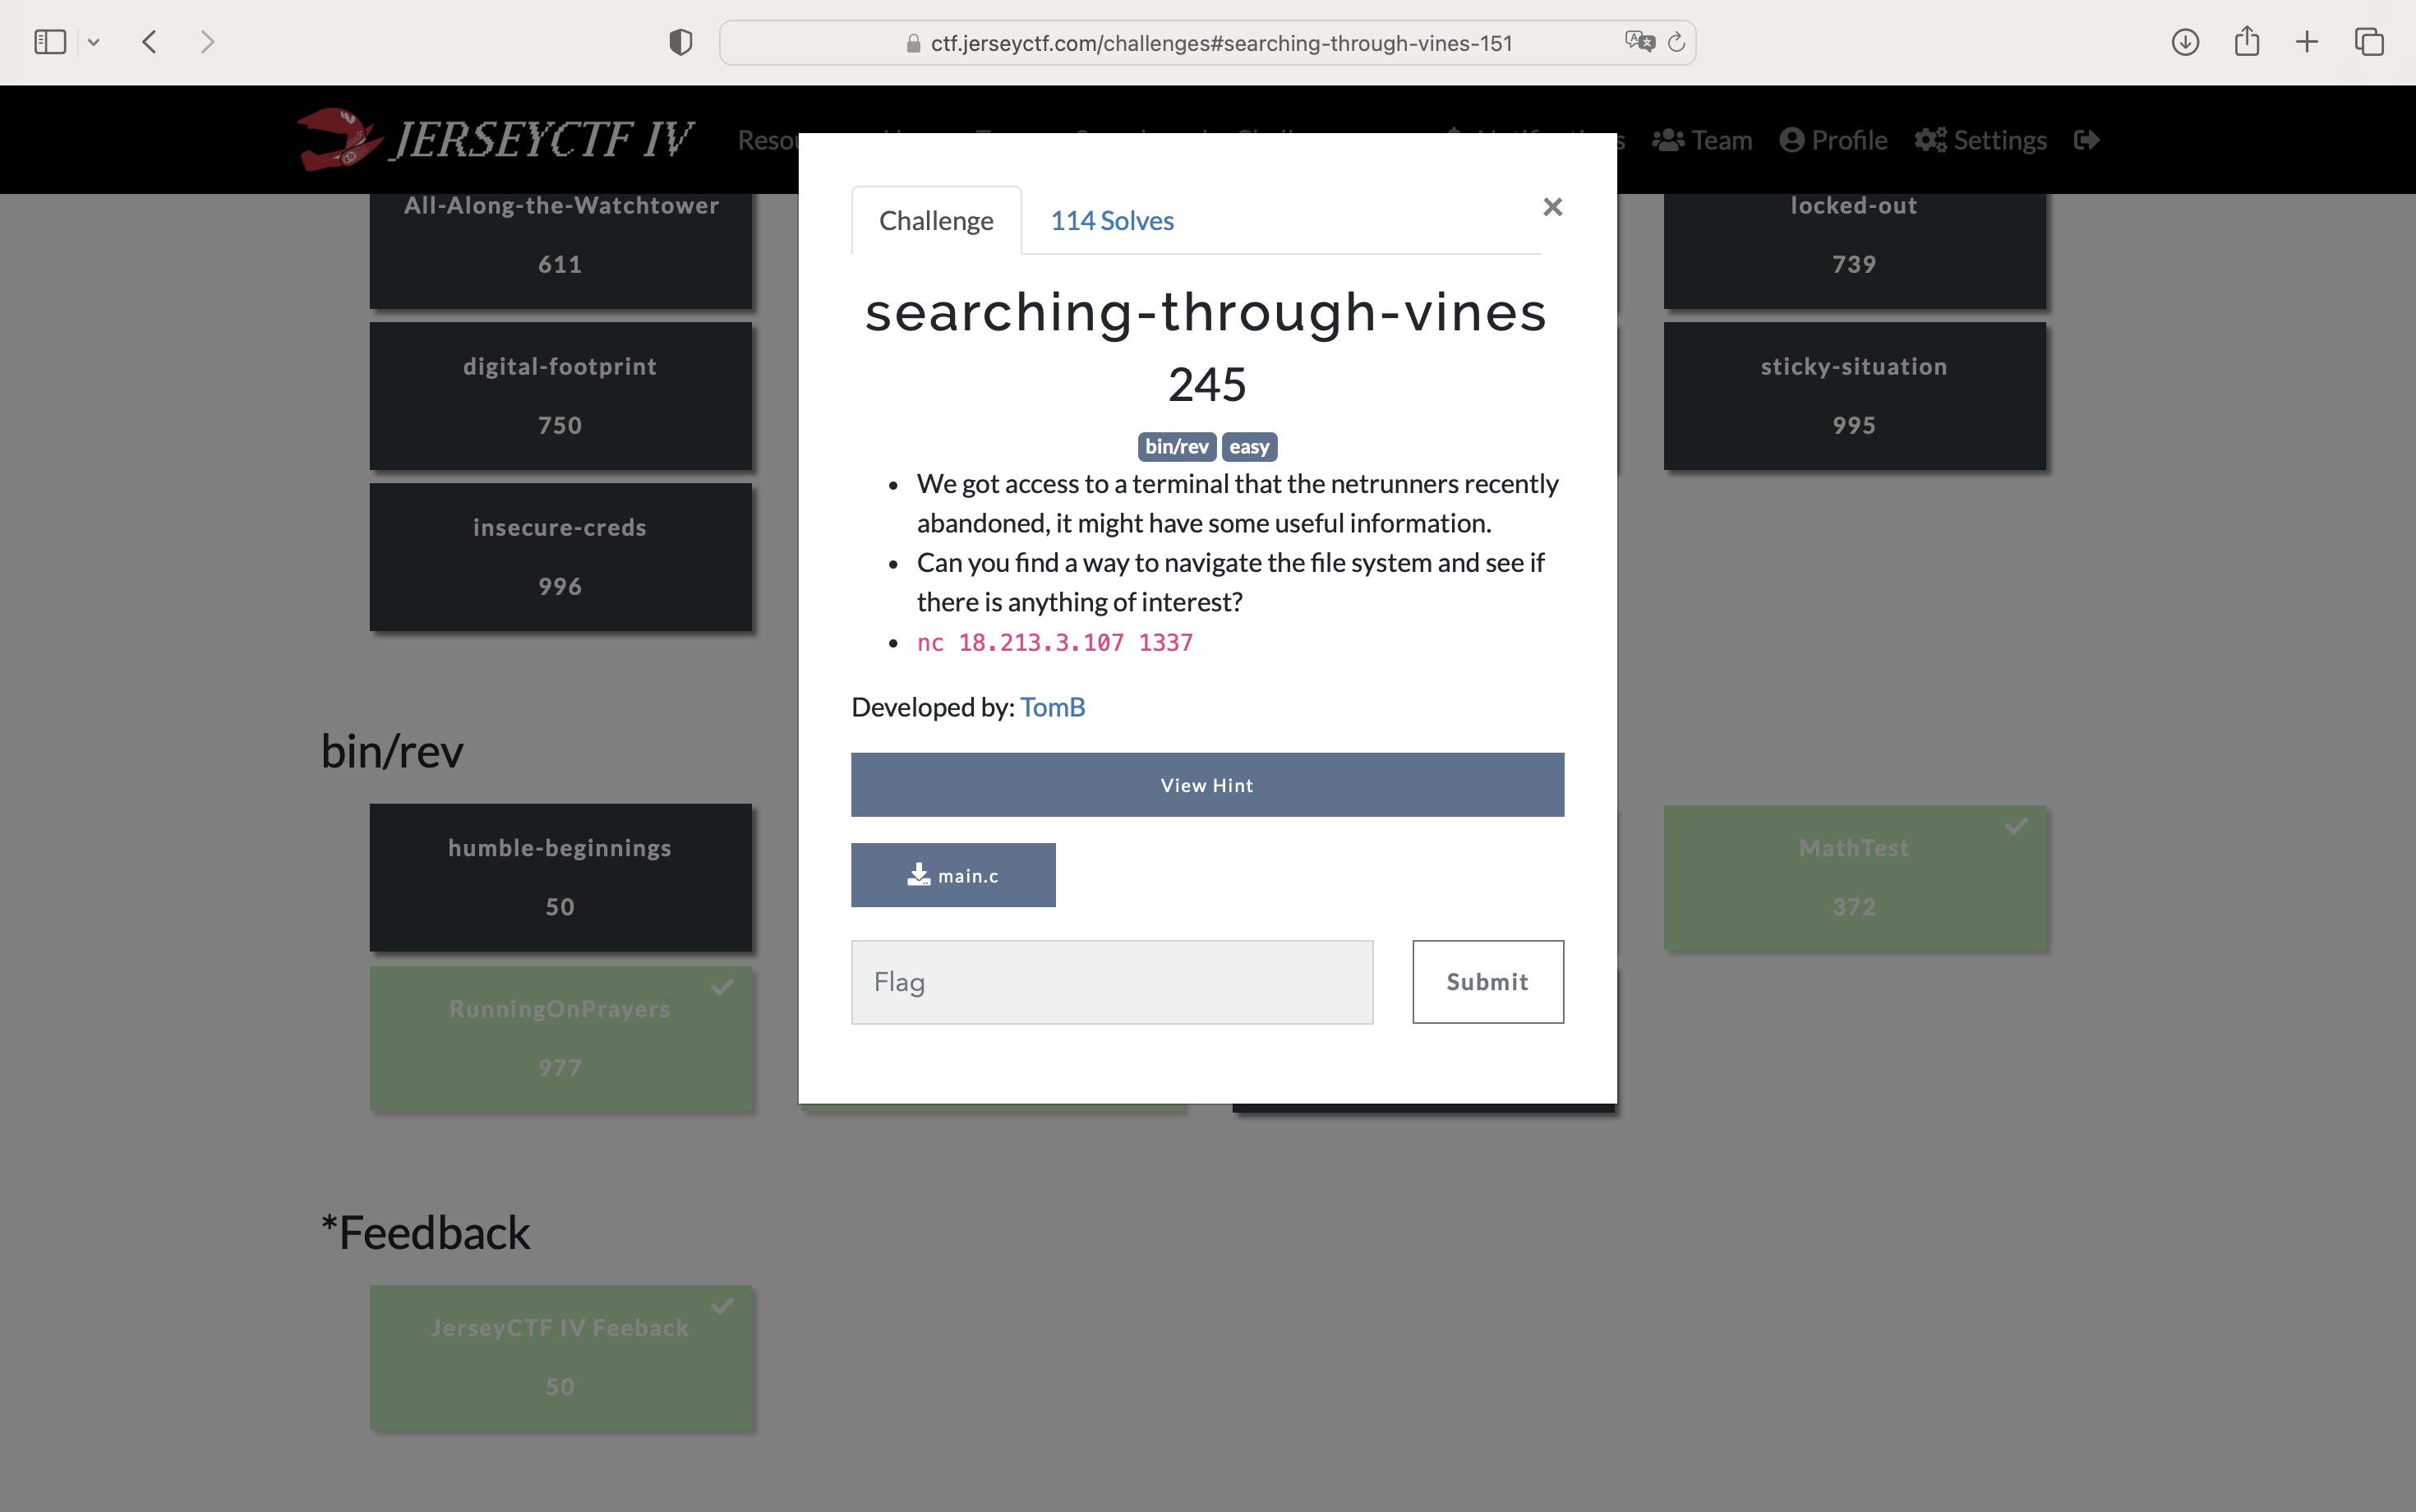 ctf.jerseyctf.com/challenges#searching-through-vines-151
JERSEYCTF IV
Team
Profile
Settings
All-Along-the-Watchtower
611
locked-out
739
digital-footprint
750
sticky-situation
995
insecure-creds
996
Challenge
114 Solves
×
searching-through-vines
245
bin/rev easy
We got access to a terminal that the netrunners recently
abandoned, it might have some useful information.
Can you find a way to navigate the file system and see if
there is anything of interest?
nc 18.213.3.107 1337
Developed by: TomB
View Hint
main.c
Flag
Submit
bin/rev
humble-beginnings
50
MathTest
372
RunningOnPrayers
977
*Feedback
JerseyCTF IV Feeback
50